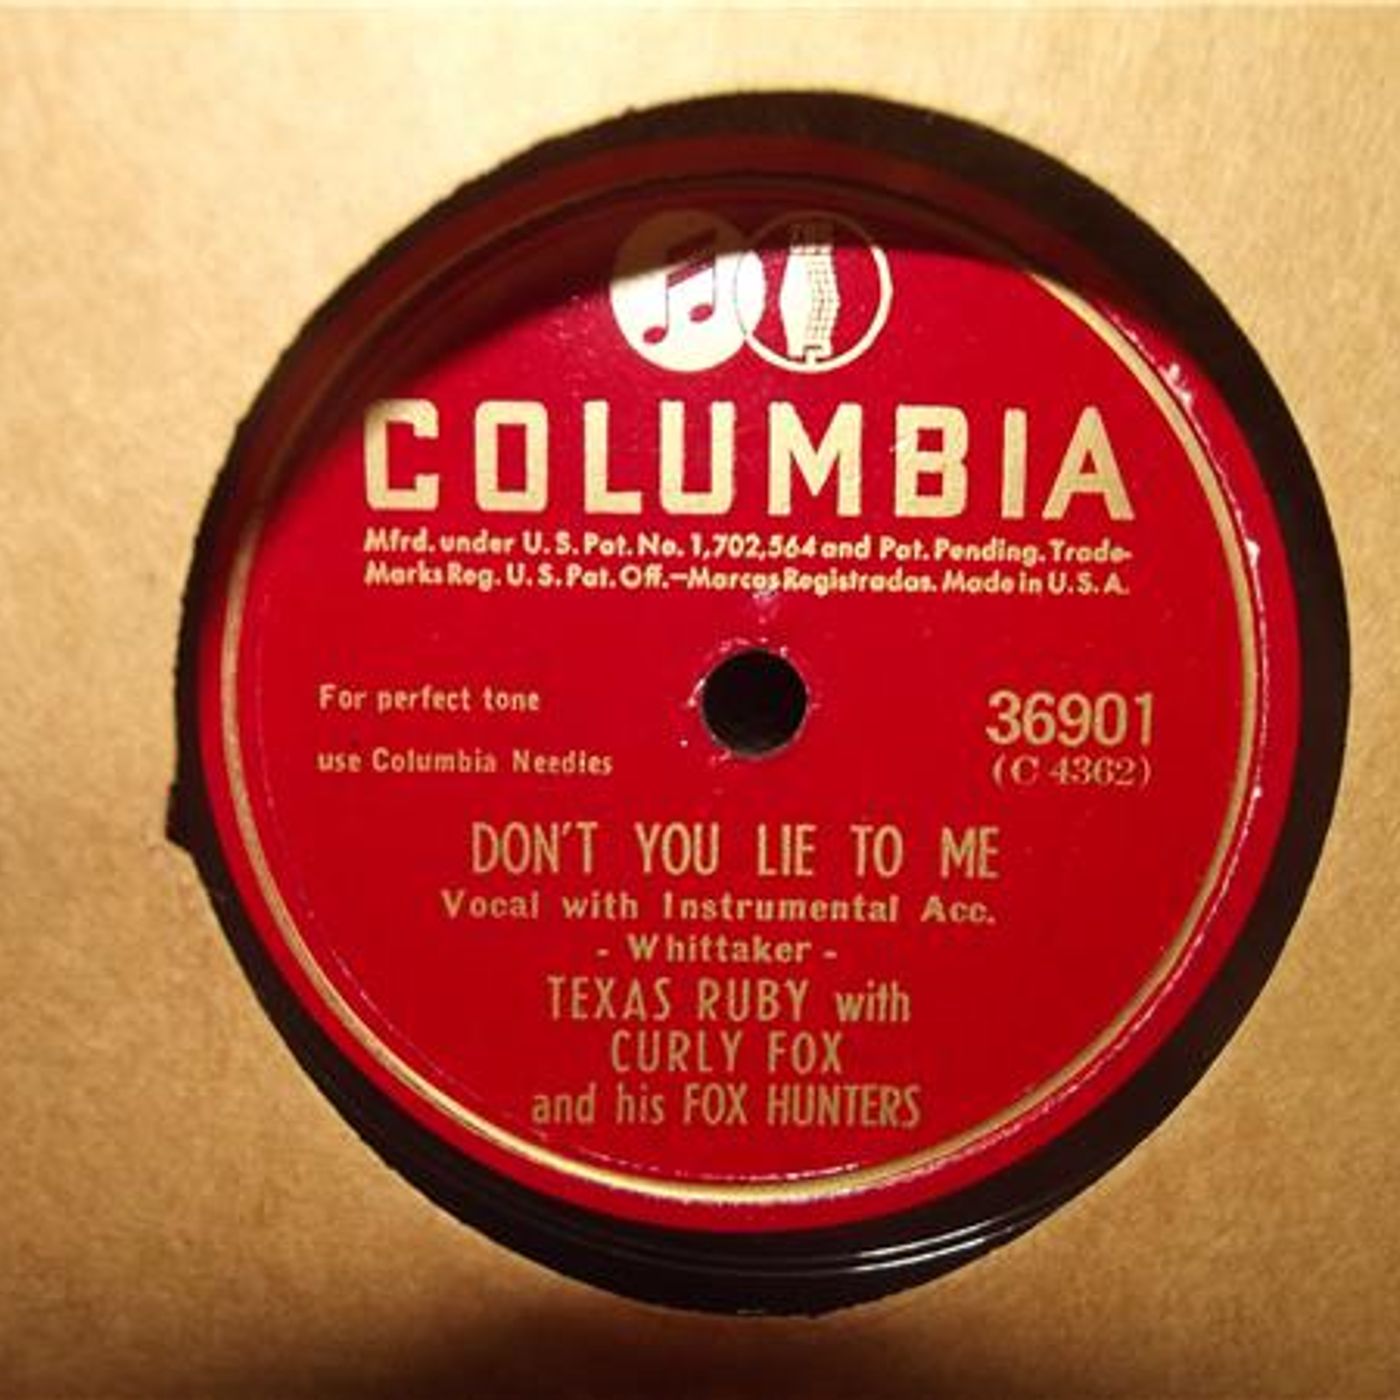 COLUMBIA
Mfrd. under U. S. Pat. No. 1,702,564 and Pat. Pending. Trade-
Marks Reg. U. S. Pat. Off.—Marcas Registradas. Made in U. S. A.
For perfect tone
use Columbia Needles
36901
(C 4362)
DON'T YOU LIE TO ME
Vocal with Instrumental Acc.
- Whittaker -
TEXAS RUBY with
CURLY FOX
and his FOX HUNTERS